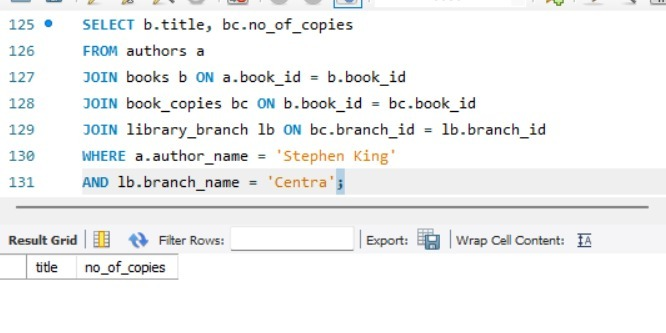 125 SELECT b.title, bc.no_of_copies
126 FROM authors a
127 JOIN books b ON a.book_id = b.book_id
128 JOIN book_copies bc ON b.book_id = bc.book_id
129 JOIN library_branch lb ON bc.branch_id = lb.branch_id
130 WHERE a.author_name = 'Stephen King'
131 AND lb.branch_name = 'Centra';
Result Grid Filter Rows: Export: Wrap Cell Content: IA
title no_of_copies